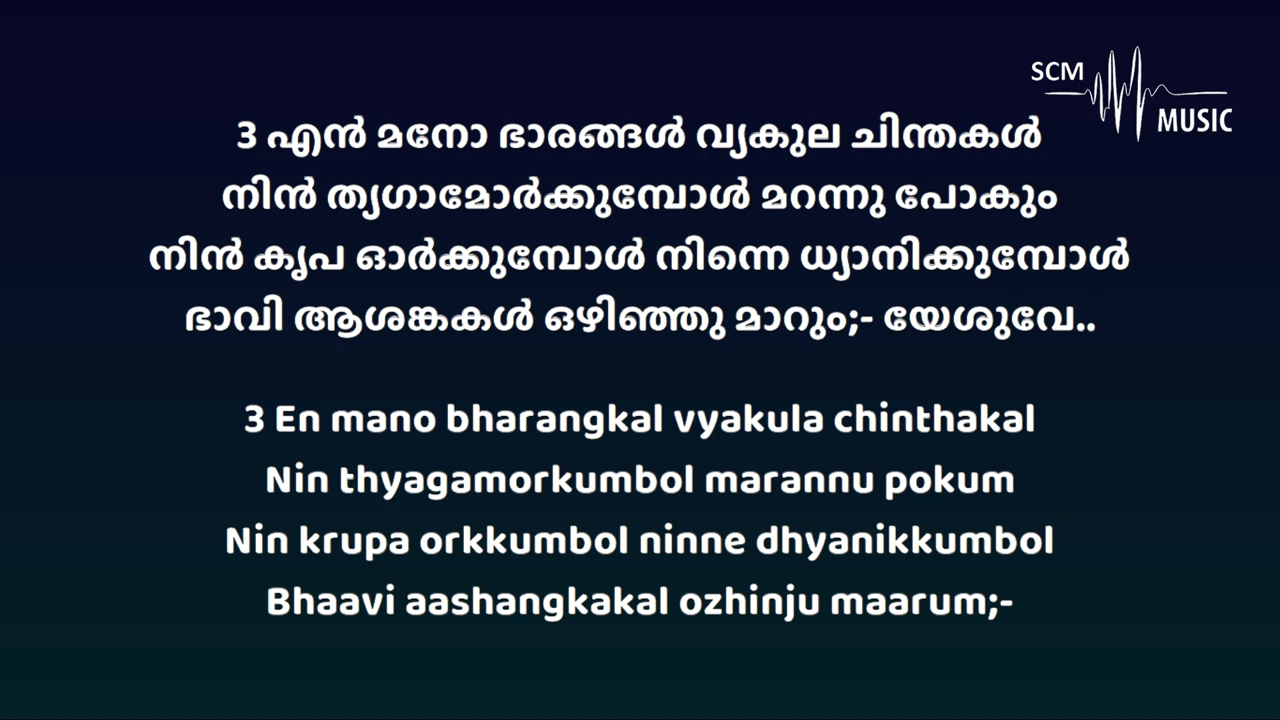 SCM
MUSIC
3 എൻ മനോ ഭാരങ്ങൾ വ്യകുല ചിന്തകൾ
നിൻ ത്യഗാമോർക്കുമ്പോൾ മറന്നു പോകും
നിൻ കൃപ ഓർക്കുമ്പോൾ നിന്നെ ധ്യാനിക്കുമ്പോൾ
ഭാവി ആശങ്കകൾ ഒഴിഞ്ഞു മാറും;- യേശുവേ..
3 En mano bharangkal vyakula chinthakal
Nin thyagamorkumbol marannu pokum
Nin krupa orkkumbol ninne dhyanikkumbol
Bhaavi aashangkakal ozhinju maarum;-